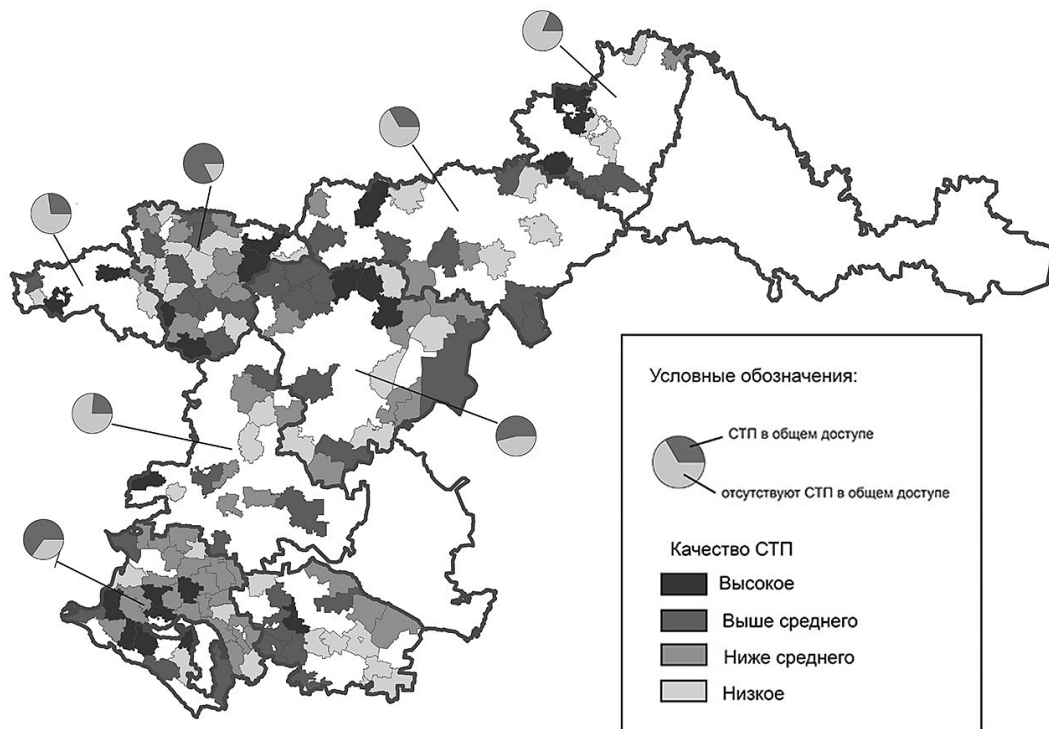 Условные обозначения:
СТП в общем доступе
отсутствуют СТП в общем доступе
Качество СТП
Высокое
Выше среднего
Ниже среднего
Низкое